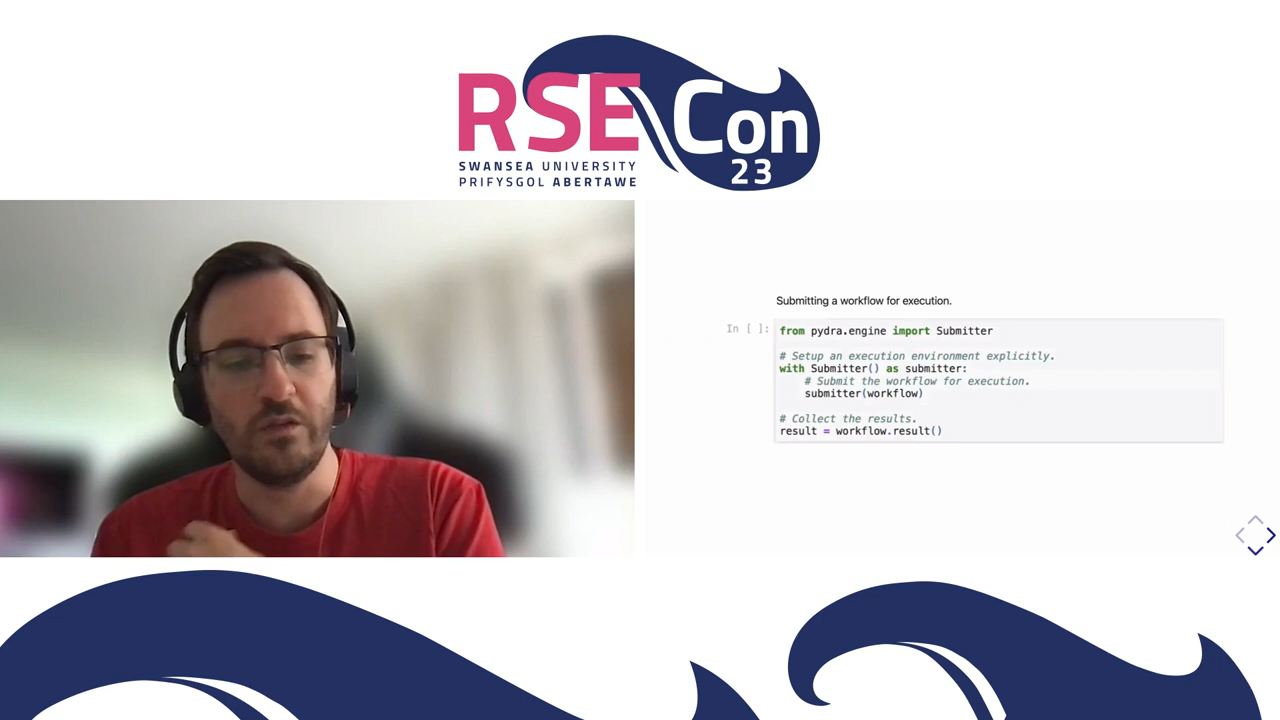 RSE Con
23
SWANSEA UNIVERSITY
PRIFYSGOL ABERTAWE
Submitting a workflow for execution.
In [ ]:
from pydra.engine import Submitter
# Setup an execution environment explicitly.
with Submitter() as submitter:
    # Submit the workflow for execution.
    submitter(workflow)
# Collect the results.
result = workflow.result()